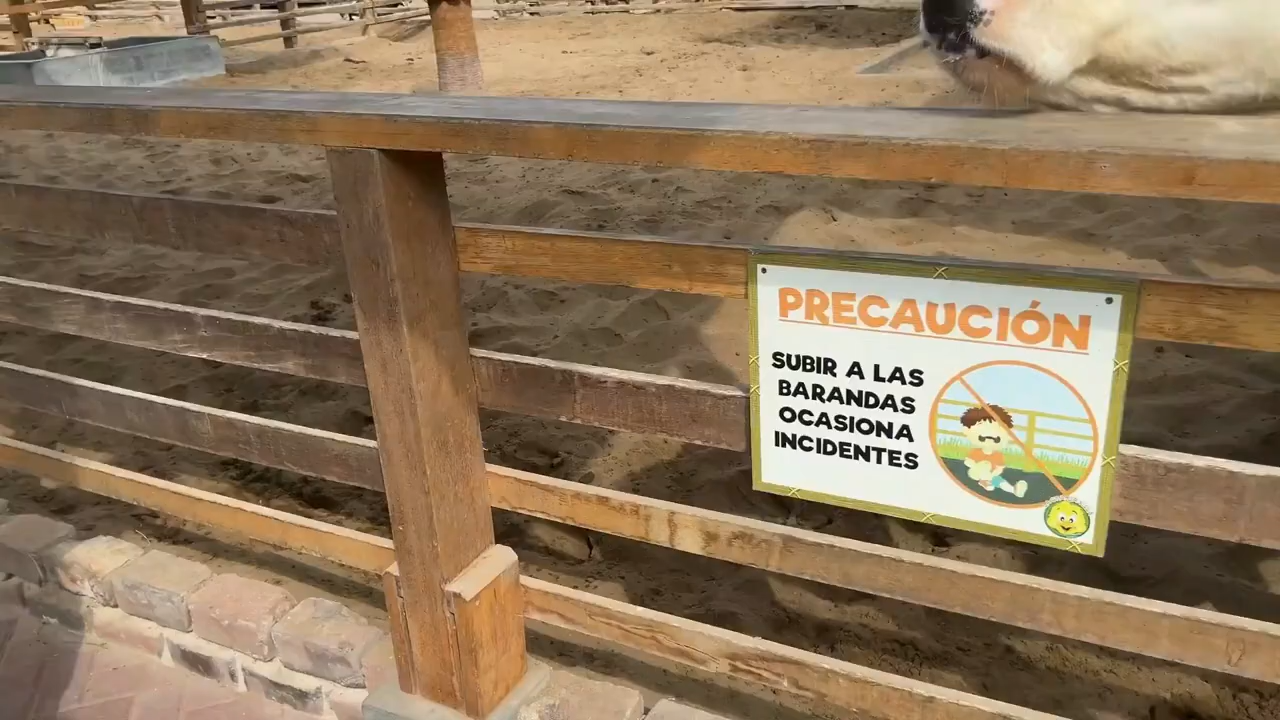 PRECAUCIÓN
SUBIR A LAS
BARANDAS
OCASIONA
INCIDENTES